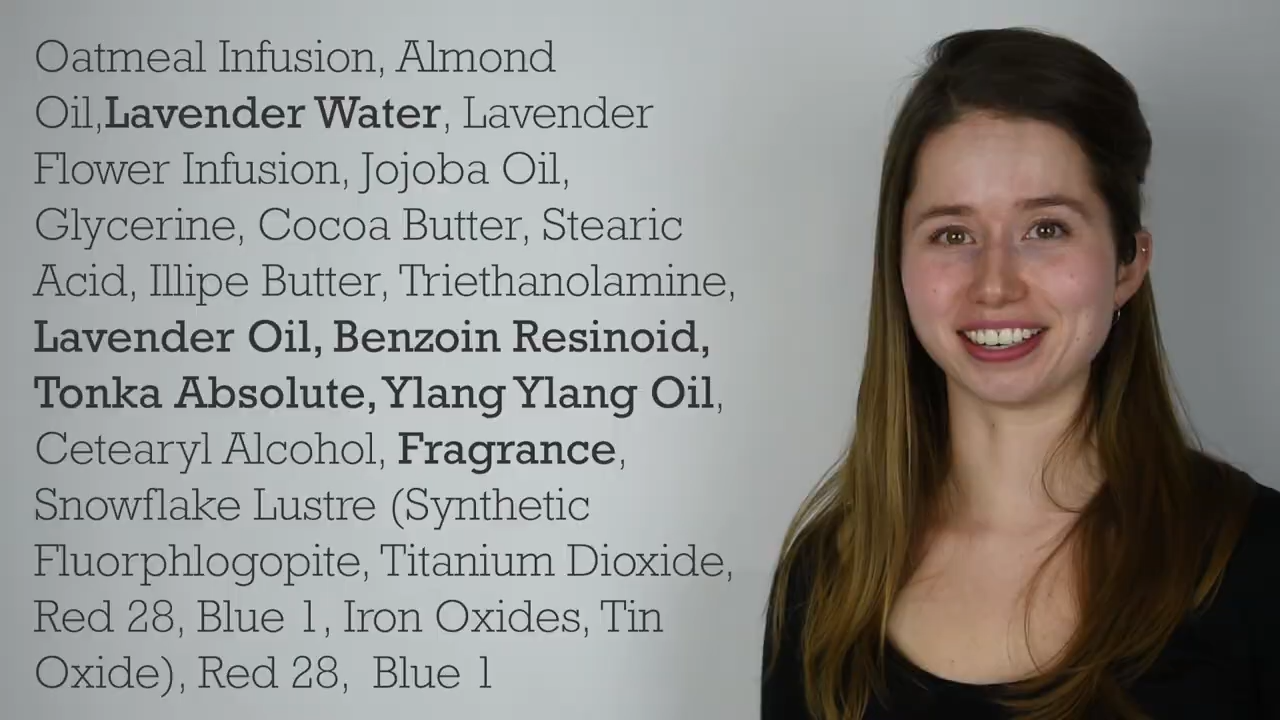 Oatmeal Infusion, Almond
Oil,Lavender Water, Lavender
Flower Infusion, Jojoba Oil,
Glycerine, Cocoa Butter, Stearic
Acid, Illipe Butter, Triethanolamine,
Lavender Oil, Benzoin Resinoid,
Tonka Absolute, Ylang Ylang Oil,
Cetearyl Alcohol, Fragrance,
Snowflake Lustre (Synthetic
Fluorphlogopite, Titanium Dioxide,
Red 28, Blue 1, Iron Oxides, Tin
Oxide), Red 28, Blue 1